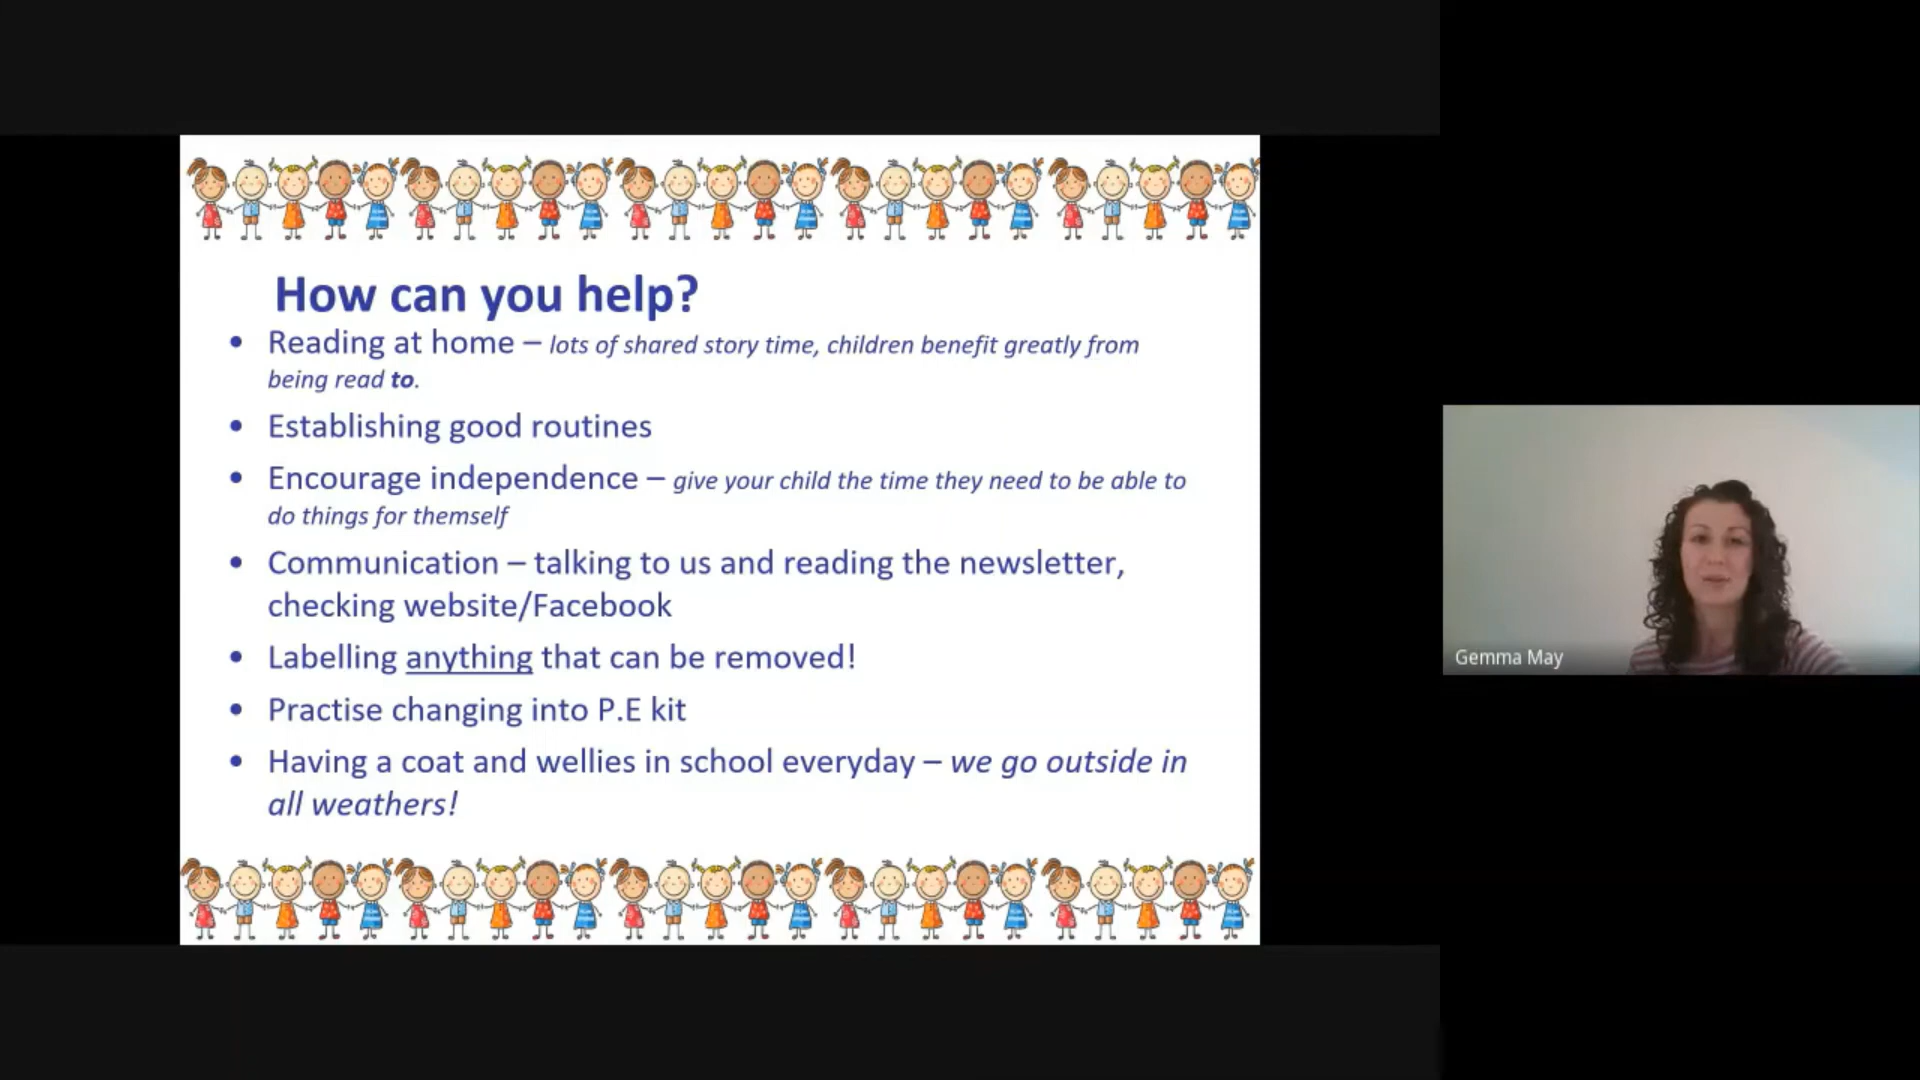 How can you help?
• Reading at home – lots of shared story time, children benefit greatly from
being read to.
• Establishing good routines
• Encourage independence – give your child the time they need to be able to
do things for themself
• Communication – talking to us and reading the newsletter,
checking website/Facebook
• Labelling anything that can be removed!
• Practise changing into P.E kit
• Having a coat and wellies in school everyday – we go outside in
all weathers!
Gemma May